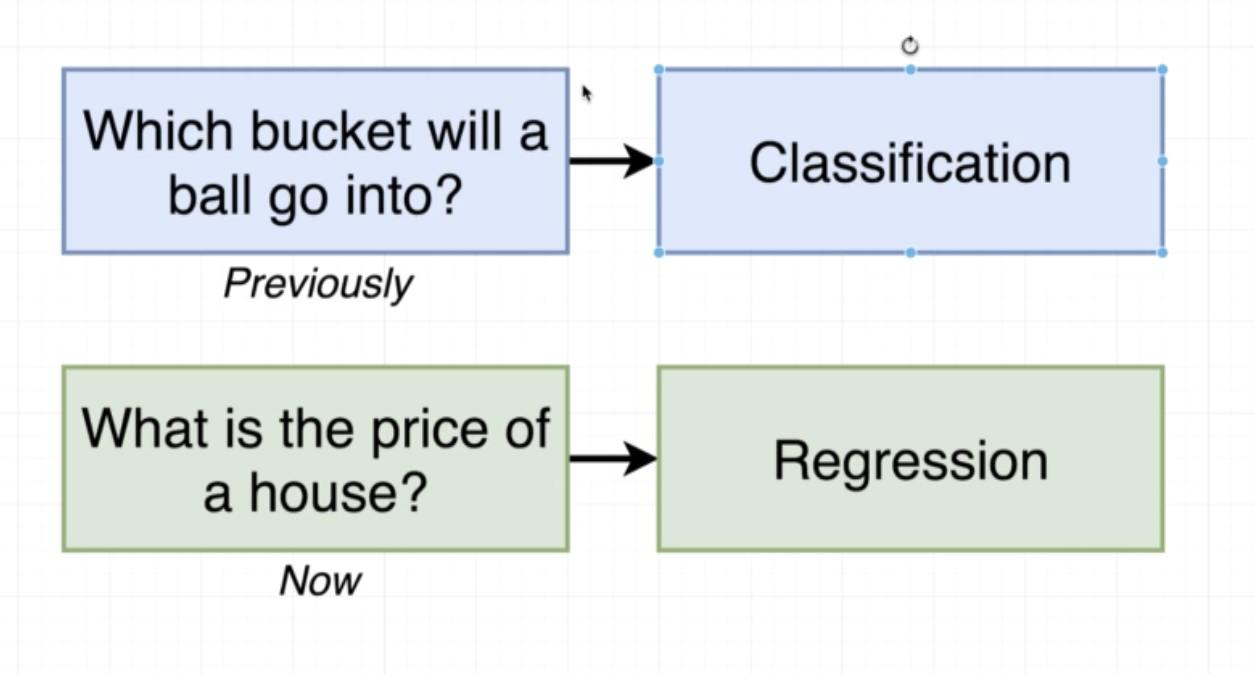 Which bucket will a
ball go into?
Classification
Previously
What is the price of
a house?
Regression
Now